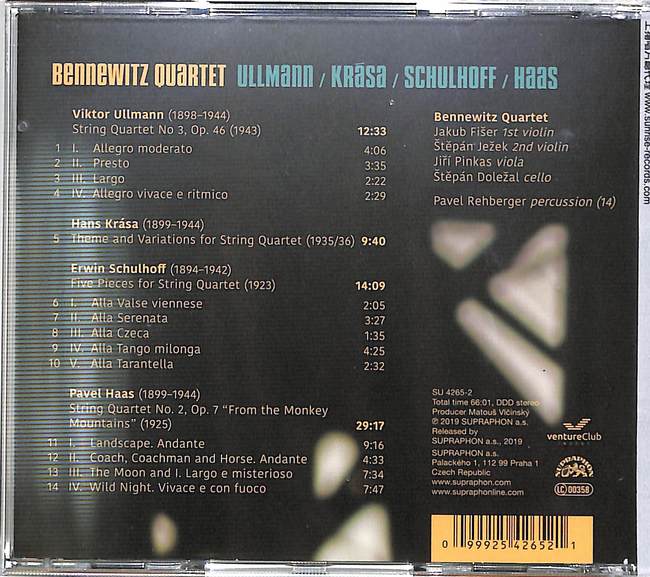 BENNEWITZ QUARTET ULLMANN / KRÁSA / SCHULHOFF / HAAS
Viktor Ullmann (1898–1944)
String Quartet No 3, Op. 46 (1943) 12:33
1 I. Allegro moderato 4:06
2 II. Presto 3:35
3 III. Largo 2:22
4 IV. Allegro vivace e ritmico 2:29
Hans Krása (1899–1944)
5 Theme and Variations for String Quartet (1935/36) 9:40
Erwin Schulhoff (1894–1942)
Five Pieces for String Quartet (1923) 14:09
6 I. Alla Valse viennese 2:05
7 II. Alla Serenata 3:27
8 III. Alla Czeca 1:35
9 IV. Alla Tango milonga 4:25
10 V. Alla Tarantella 2:32
Pavel Haas (1899–1944)
String Quartet No. 2, Op. 7 “From the Monkey
Mountains” (1925) 29:17
11 I. Landscape. Andante 9:16
12 II. Coach, Coachman and Horse. Andante 4:33
13 III. The Moon and I. Largo e misterioso 7:34
14 IV. Wild Night. Vivace e con fuoco 7:47
Bennewitz Quartet
Jakub Fišer 1st violin
Štěpán Ježek 2nd violin
Jiří Pinkas viola
Štěpán Doležal cello
Pavel Rehberger percussion (14)
SU 4265-2
Total time 66:01, DDD stereo
Producer Matouš Vlčinský
℗ 2019 SUPRAPHON a.s.
Released by
SUPRAPHON a.s., 2019
SUPRAPHON a.s.
Palackého 1, 112 99 Praha 1
Czech Republic
www.supraphon.com
www.supraphonline.com
ventureClub
SUPRAPHON
LC 00358
0 99925 42652 1
www.sunrise-records.com